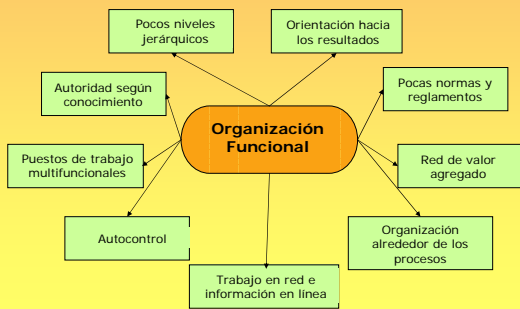 Pocos niveles
jerárquicos
Orientación hacia
los resultados
Autoridad según
conocimiento
Pocas normas y
reglamentos
Organización
Funcional
Puestos de trabajo
multifuncionales
Red de valor
agregado
Autocontrol
Organización
alrededor de los
procesos
Trabajo en red e
información en línea